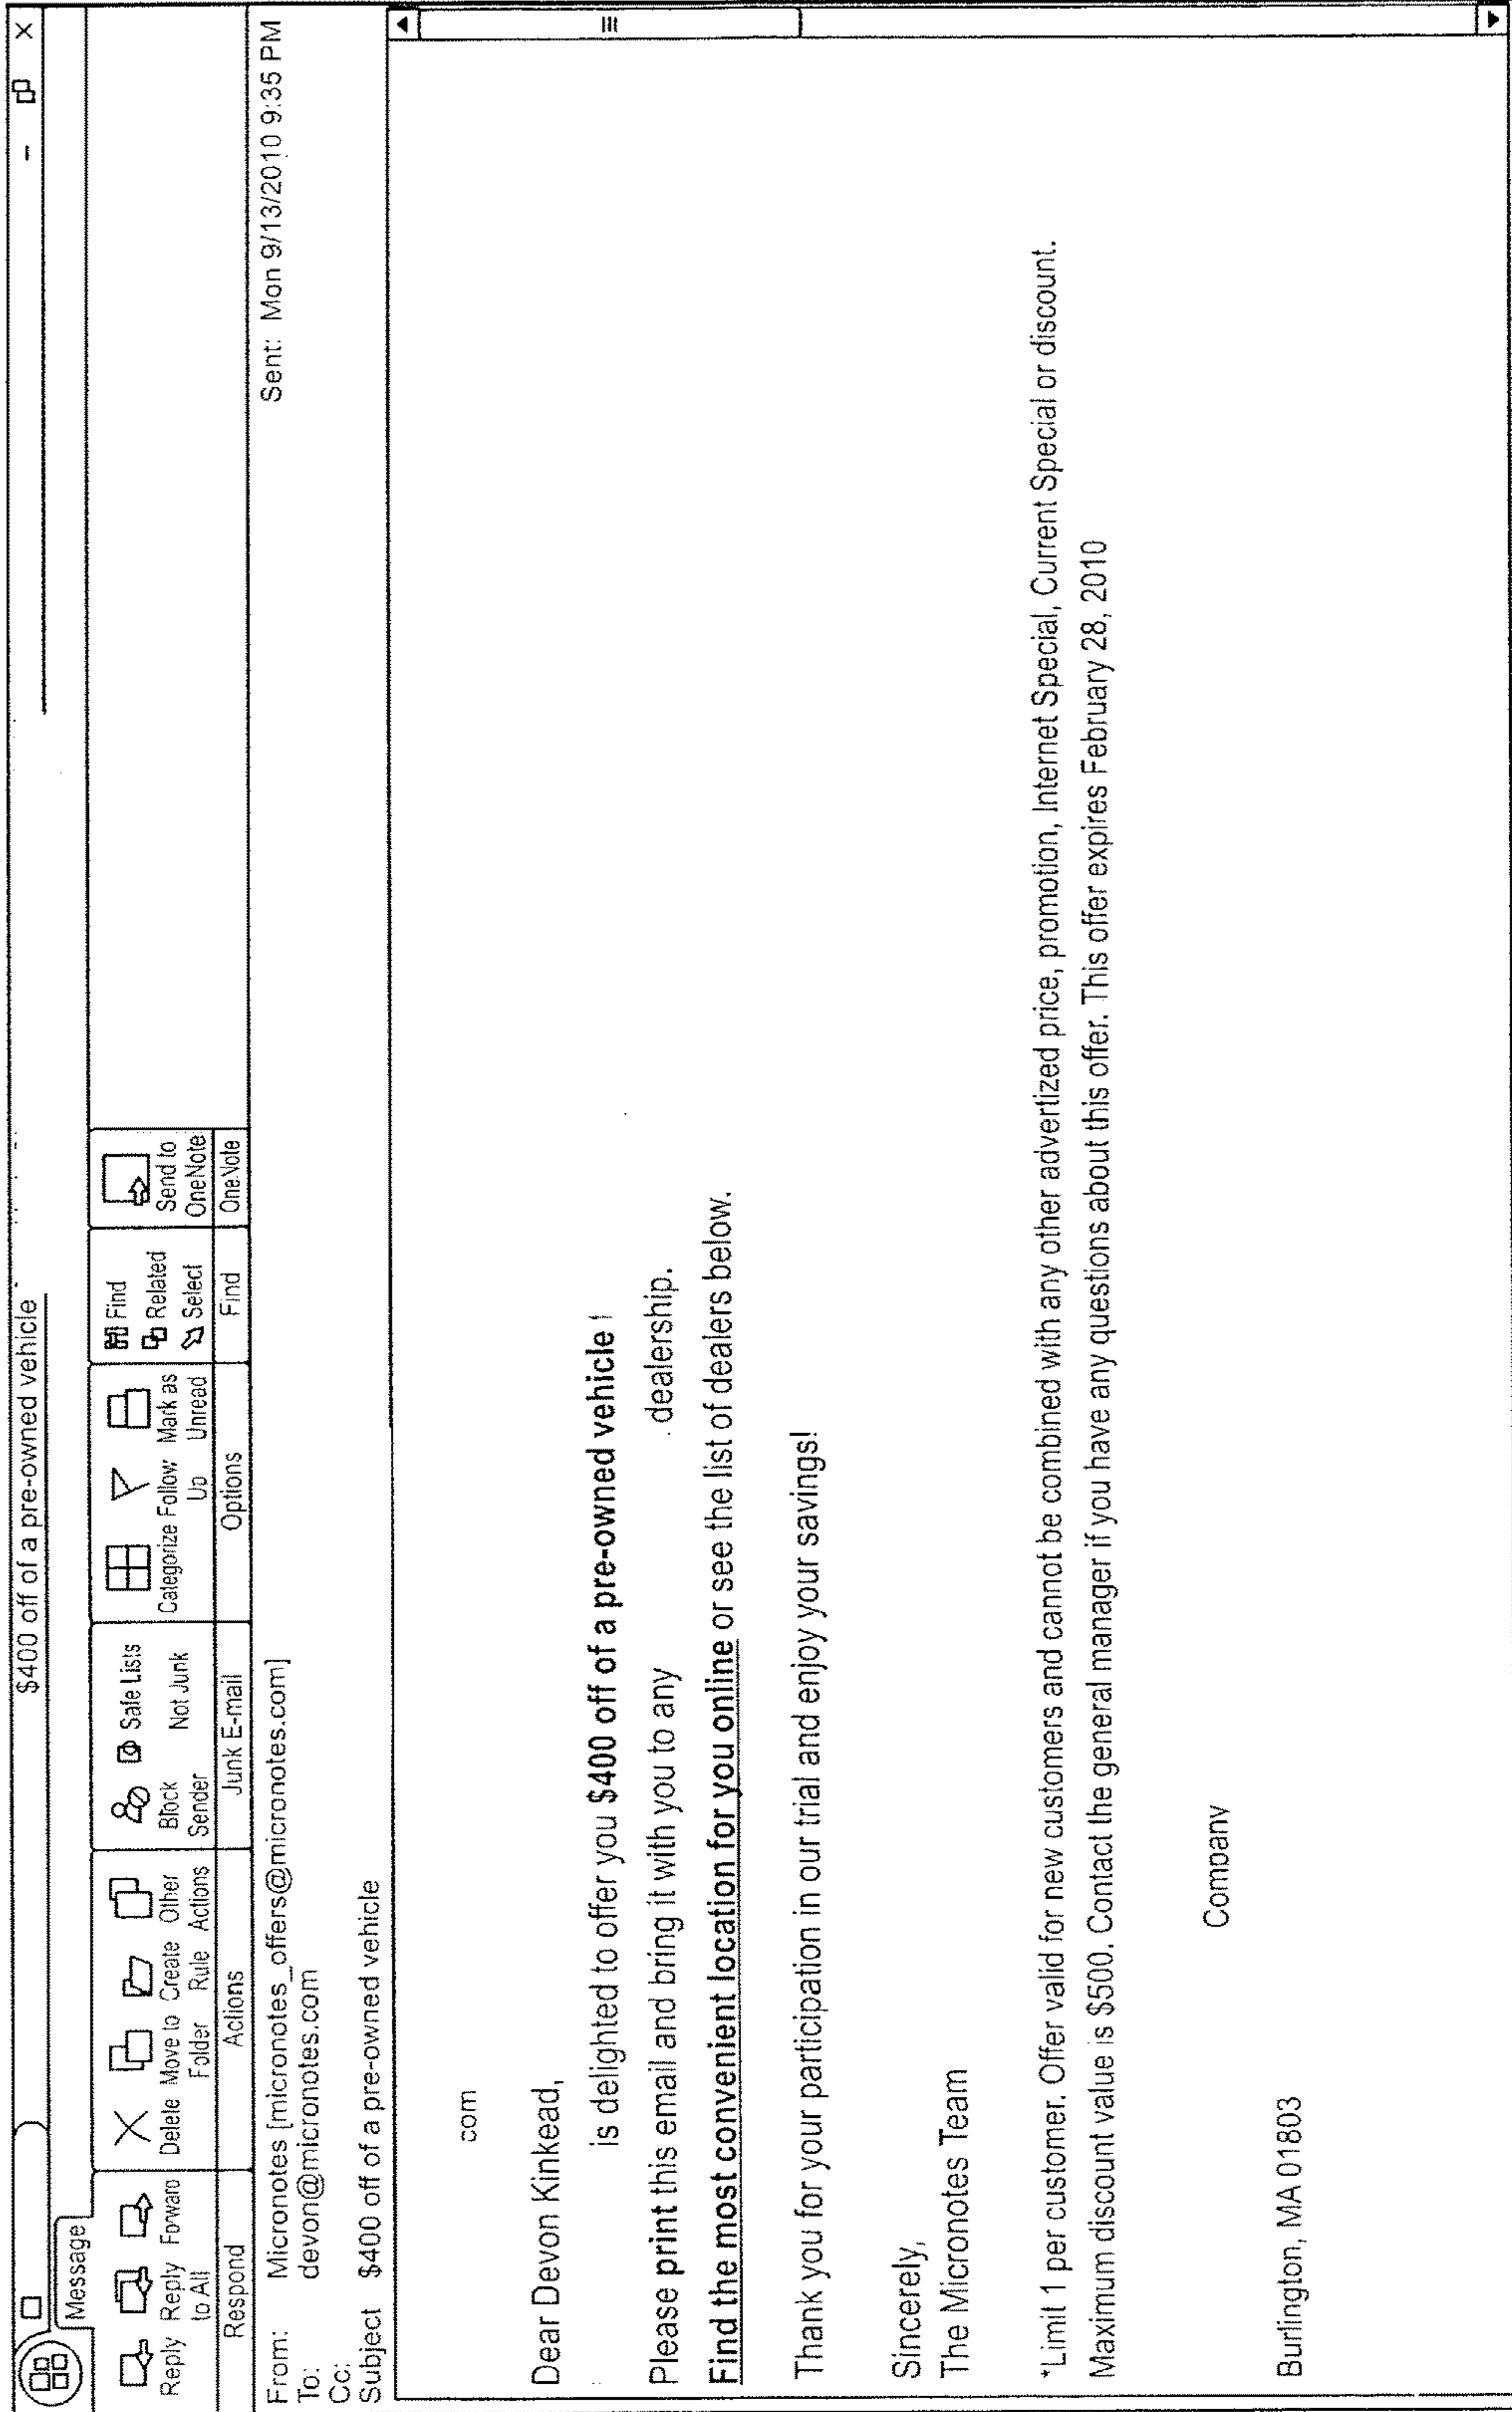 $400 off of a pre-owned vehicle
Message
Reply Reply to All Forward
Respond
Delete Move to Folder Create Rule Other Actions
Actions
Block Sender Safe Lists Not Junk
Junk E-mail
Categorize Follow Up Mark as Unread
Options
Find
Related
Select
Find
Send to OneNote
OneNote
From: Micronotes [micronotes_offers@micronotes.com]
Sent: Mon 9/13/2010 9:35 PM
To: devon@micronotes.com
Cc:
Subject $400 off of a pre-owned vehicle
com
Dear Devon Kinkead,
is delighted to offer you $400 off of a pre-owned vehicle
Please print this email and bring it with you to any dealership.
Find the most convenient location for you online or see the list of dealers below.
Thank you for your participation in our trial and enjoy your savings!
Sincerely,
The Micronotes Team
*Limit 1 per customer. Offer valid for new customers and cannot be combined with any other advertized price, promotion, Internet Special, Current Special or discount.
Maximum discount value is $500. Contact the general manager if you have any questions about this offer. This offer expires February 28, 2010
Company
Burlington, MA 01803